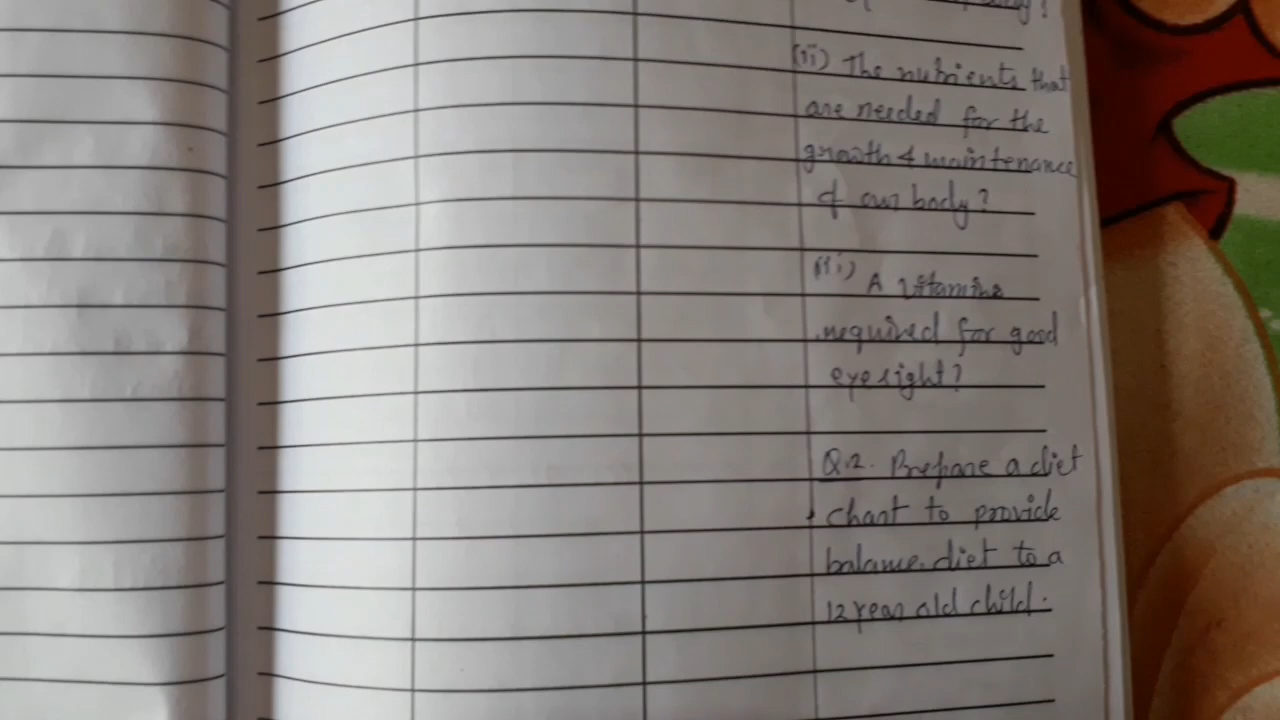 (ii) The nutrients that
are needed for the
growth & maintenance
of our body?
(iii) A vitamins
required for good
eyesight?
Q.2. Prepare a diet
chart to provide
balance diet to a
12 year old child.